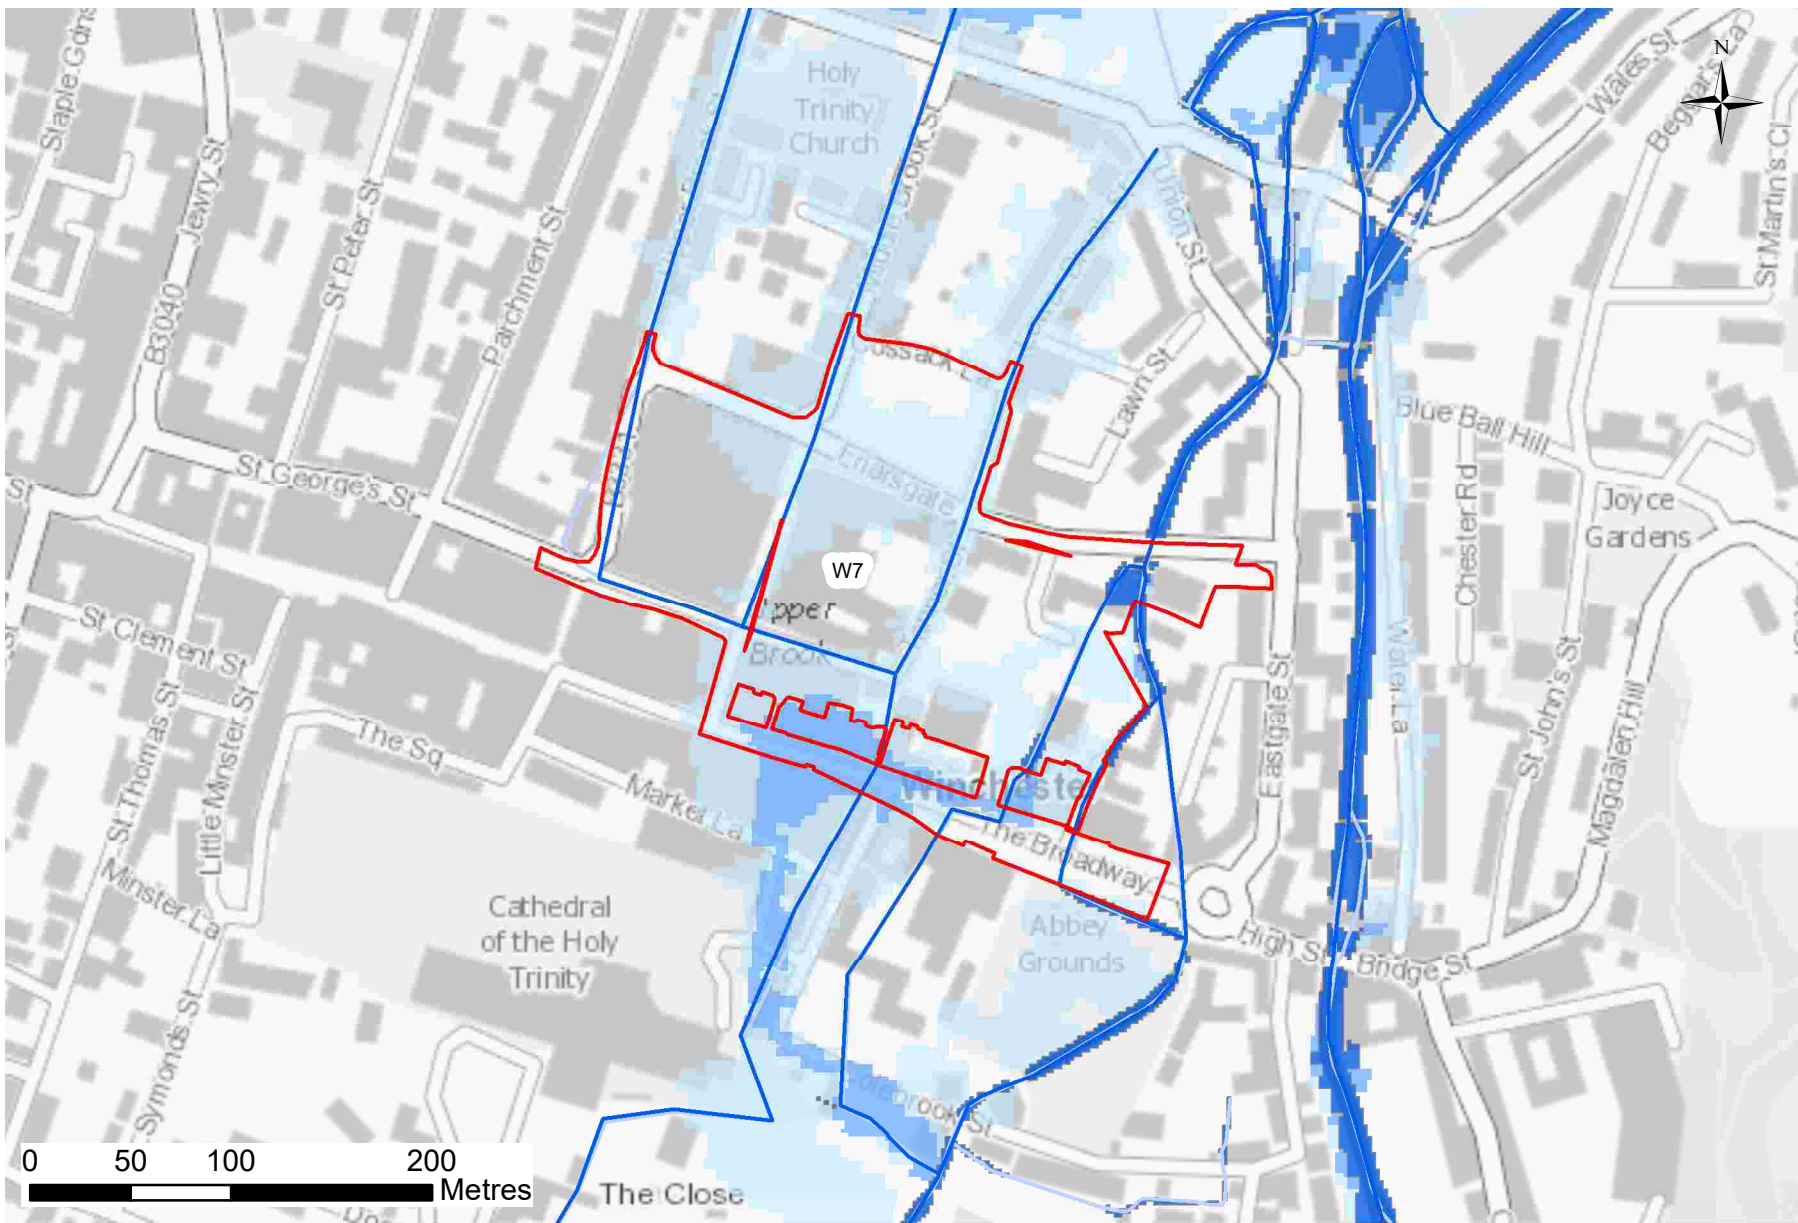 Staple Gdns
Jewry St
B3040
St Peter St
Parchment St
Holy
Trinity
Church
Union St
Wales St
Beggar's La
St Martin's Cl
N
Lawn St
Blue Ball Hill
Joyce
Gardens
Chester Rd
Water La
St John's St
Magdalen Hill
Eastgate St
Friarsgate
St George's St
St
W7
pper
Brook
St Clement St
St Thomas St
Little Minster St
The Sq
Market La
Minster La
Symonds St
Cathedral
of the Holy
Trinity
Winchester
The Broadway
Abbey
Grounds
High St
Bridge St
Colebrook St
The Close
0 50 100 200
Metres